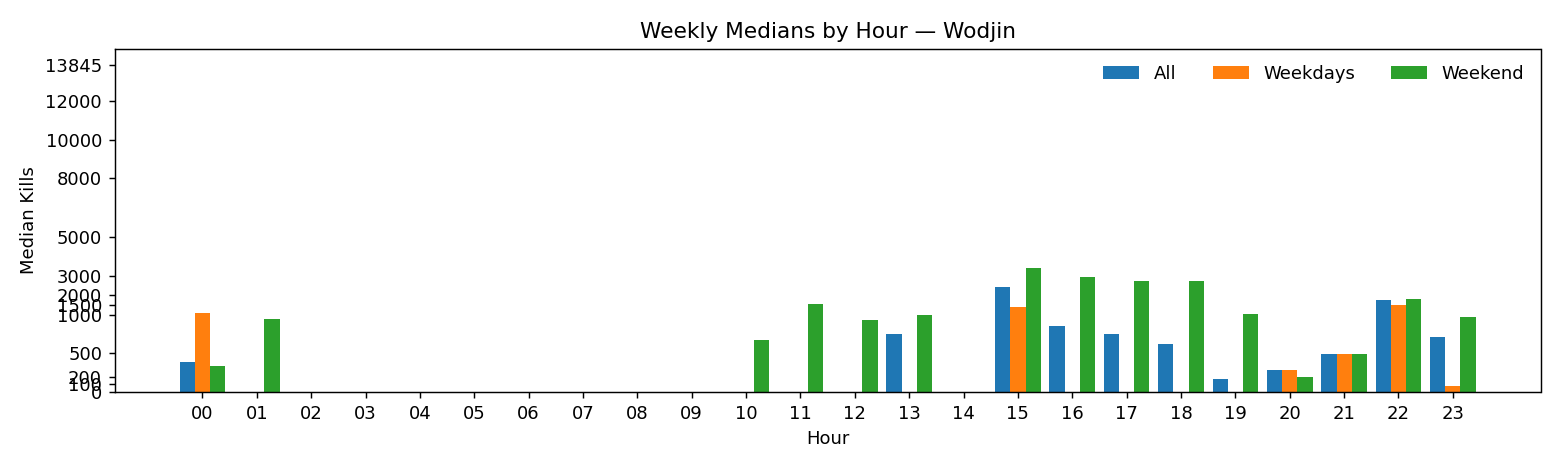 Weekly Medians by Hour — Wodjin
All Weekdays Weekend
Median Kills
13845
12000
10000
8000
5000
3000
2000
1500
1000
500
200
100
0
00 01 02 03 04 05 06 07 08 09 10 11 12 13 14 15 16 17 18 19 20 21 22 23
Hour